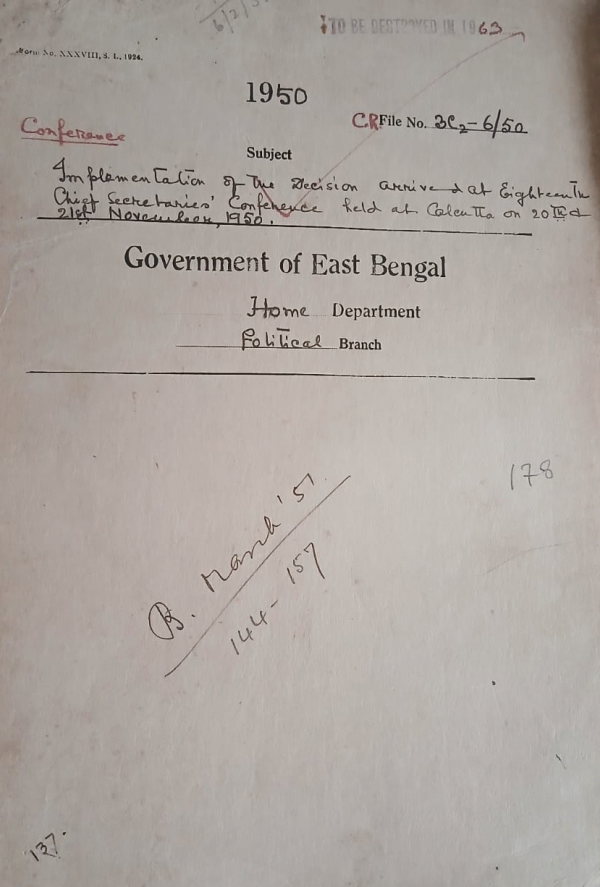 TO BE DESTROYED IN 1963
Form No. XXXVIII, S. I., 1924.
1950
C.R. File No. 3C2-6/50
Conference
Subject
Implementation of the Decision arrived at Eighteenth
Chief Secretaries' Conference held at Calcutta on 20th &
21st November, 1950.
Government of East Bengal
Home Department
Political Branch
178
B. March '51
144-157
137.